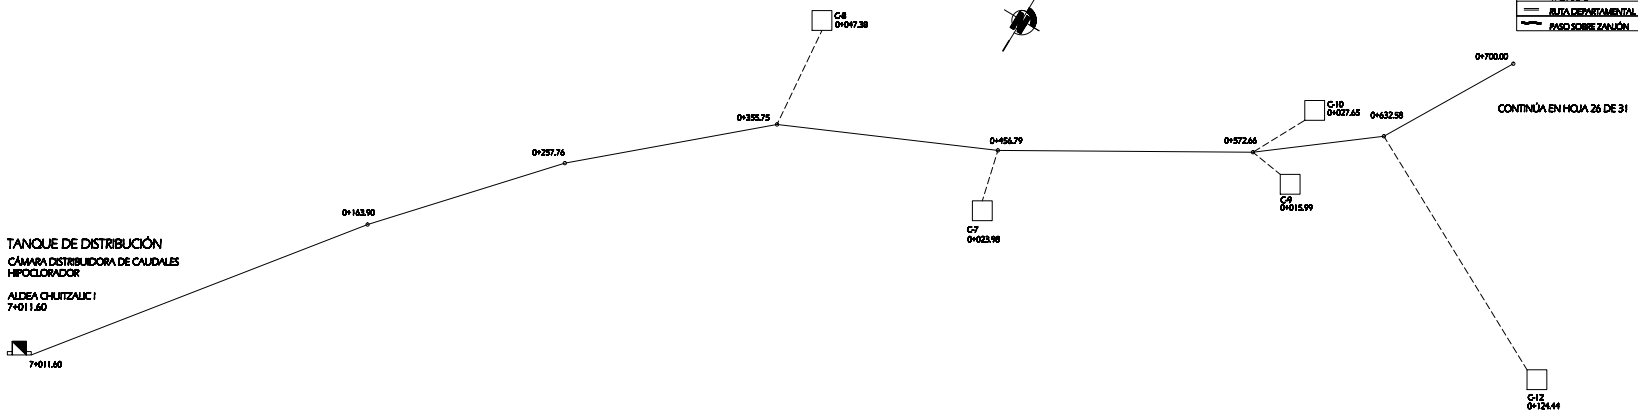 C-8
0+047.38
RUTA DEPARTAMENTAL
PASO SOBRE ZANJÓN
0+700.00
CONTINÚA EN HOJA 26 DE 31
C-10
0+027.65
0+632.58
0+355.75
0+456.79
0+572.66
0+257.76
C-9
0+015.99
0+163.90
C-7
0+023.98
TANQUE DE DISTRIBUCIÓN
CÁMARA DISTRIBUIDORA DE CAUDALES
HIPOCLORADOR
ALDEA CHUITZALIC I
7+011.60
7+011.60
C-12
0+124.44